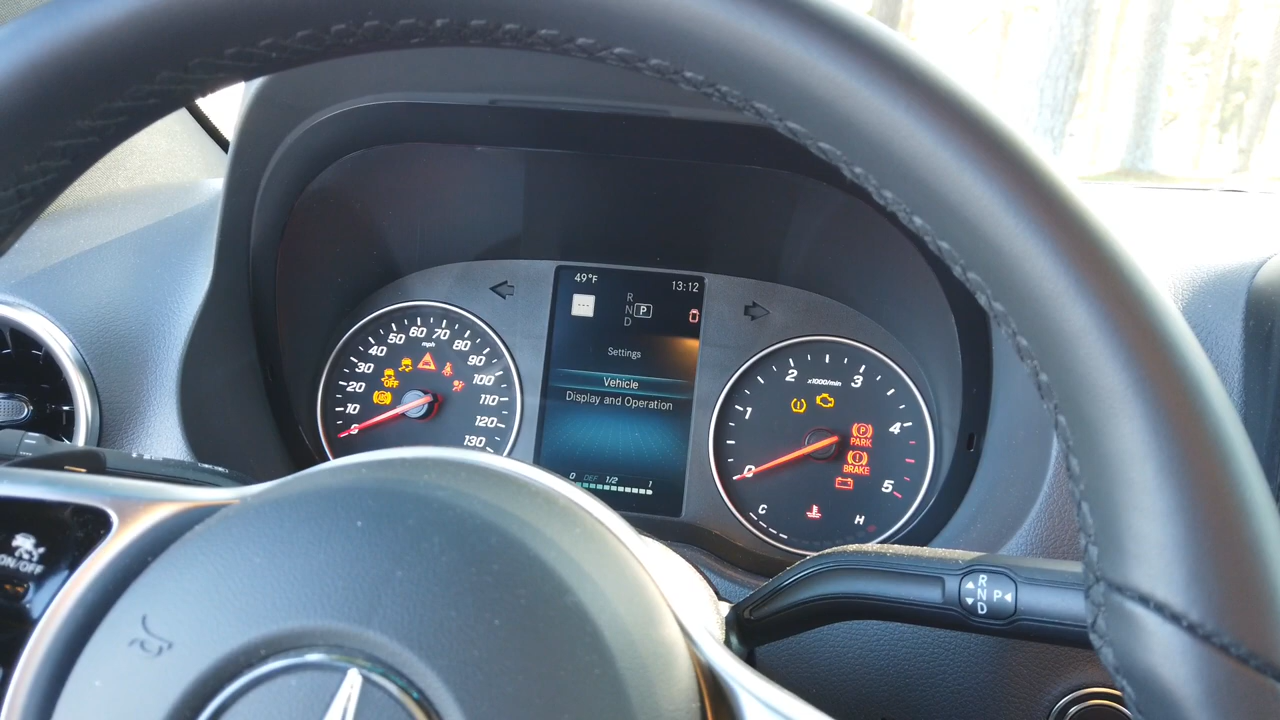 49°F
13:12
R
N P
D
Settings
Vehicle
Display and Operation
0 DEF 1/2 1
0
10
20
30
40
50
60
70
80
90
100
110
120
130
mph
OFF
0
1
2
3
4
5
x1000/min
P
PARK
BRAKE
C
H
ON/OFF
R
N P
D